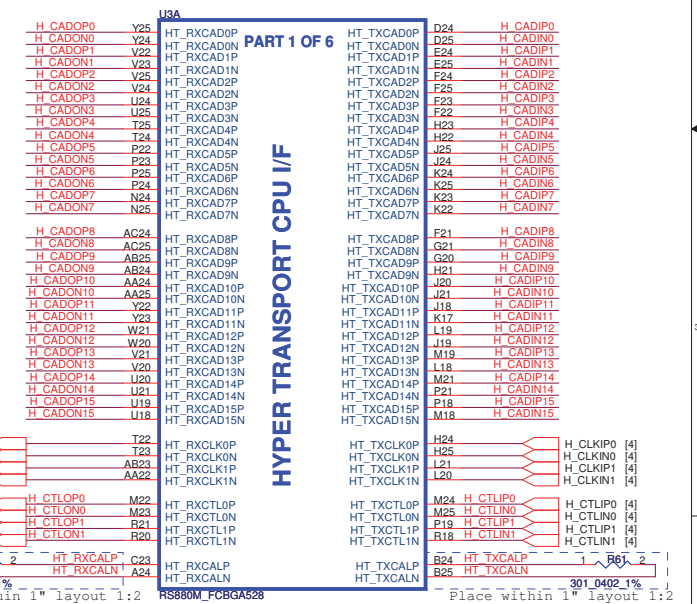 U3A
PART 1 OF 6
HYPER TRANSPORT CPU I/F
H_CADOP0 Y25 HT_RXCAD0P HT_TXCAD0P D24 H_CADIP0
H_CADON0 Y24 HT_RXCAD0N HT_TXCAD0N D25 H_CADIN0
H_CADOP1 V22 HT_RXCAD1P HT_TXCAD1P E24 H_CADIP1
H_CADON1 V23 HT_RXCAD1N HT_TXCAD1N E25 H_CADIN1
H_CADOP2 V25 HT_RXCAD2P HT_TXCAD2P F24 H_CADIP2
H_CADON2 V24 HT_RXCAD2N HT_TXCAD2N F25 H_CADIN2
H_CADOP3 U24 HT_RXCAD3P HT_TXCAD3P F23 H_CADIP3
H_CADON3 U25 HT_RXCAD3N HT_TXCAD3N F22 H_CADIN3
H_CADOP4 T25 HT_RXCAD4P HT_TXCAD4P H23 H_CADIP4
H_CADON4 T24 HT_RXCAD4N HT_TXCAD4N H22 H_CADIN4
H_CADOP5 P22 HT_RXCAD5P HT_TXCAD5P J25 H_CADIP5
H_CADON5 P23 HT_RXCAD5N HT_TXCAD5N J24 H_CADIN5
H_CADOP6 P25 HT_RXCAD6P HT_TXCAD6P K24 H_CADIP6
H_CADON6 P24 HT_RXCAD6N HT_TXCAD6N K25 H_CADIN6
H_CADOP7 N24 HT_RXCAD7P HT_TXCAD7P K23 H_CADIP7
H_CADON7 N25 HT_RXCAD7N HT_TXCAD7N K22 H_CADIN7
H_CADOP8 AC24 HT_RXCAD8P HT_TXCAD8P F21 H_CADIP8
H_CADON8 AC25 HT_RXCAD8N HT_TXCAD8N G21 H_CADIN8
H_CADOP9 AB25 HT_RXCAD9P HT_TXCAD9P G20 H_CADIP9
H_CADON9 AB24 HT_RXCAD9N HT_TXCAD9N H21 H_CADIN9
H_CADOP10 AA24 HT_RXCAD10P HT_TXCAD10P J20 H_CADIP10
H_CADON10 AA25 HT_RXCAD10N HT_TXCAD10N J21 H_CADIN10
H_CADOP11 Y22 HT_RXCAD11P HT_TXCAD11P J18 H_CADIP11
H_CADON11 Y23 HT_RXCAD11N HT_TXCAD11N K17 H_CADIN11
H_CADOP12 W21 HT_RXCAD12P HT_TXCAD12P L19 H_CADIP12
H_CADON12 W20 HT_RXCAD12N HT_TXCAD12N J19 H_CADIN12
H_CADOP13 V21 HT_RXCAD13P HT_TXCAD13P M19 H_CADIP13
H_CADON13 V20 HT_RXCAD13N HT_TXCAD13N L18 H_CADIN13
H_CADOP14 U20 HT_RXCAD14P HT_TXCAD14P M21 H_CADIP14
H_CADON14 U21 HT_RXCAD14N HT_TXCAD14N P21 H_CADIN14
H_CADOP15 U19 HT_RXCAD15P HT_TXCAD15P P18 H_CADIP15
H_CADON15 U18 HT_RXCAD15N HT_TXCAD15N M18 H_CADIN15
T22 HT_RXCLK0P HT_TXCLK0P H24 H_CLKIP0 [4]
T23 HT_RXCLK0N HT_TXCLK0N H25 H_CLKIN0 [4]
AB23 HT_RXCLK1P HT_TXCLK1P L21 H_CLKIP1 [4]
AA22 HT_RXCLK1N HT_TXCLK1N L20 H_CLKIN1 [4]
H_CTLOP0 M22 HT_RXCTL0P HT_TXCTL0P M24 H_CTLIP0 H_CTLIP0 [4]
H_CTLON0 M23 HT_RXCTL0N HT_TXCTL0N M25 H_CTLIN0 H_CTLIN0 [4]
H_CTLOP1 R21 HT_RXCTL1P HT_TXCTL1P P19 H_CTLIP1 H_CTLIP1 [4]
H_CTLON1 R20 HT_RXCTL1N HT_TXCTL1N R18 H_CTLIN1 H_CTLIN1 [4]
2 HT_RXCALP C23 HT_RXCALP HT_TXCALP B24 HT_TXCALP 1 R61 2
HT_RXCALN A24 HT_RXCALN HT_TXCALN B25 HT_TXCALN
1% 301_0402_1%
in 1" layout 1:2 RS880M_FCBGA528 Place within 1" layout 1:2